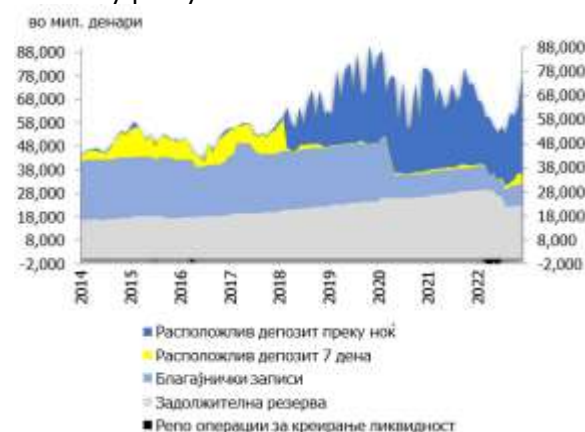 во мил. денари
88,000 88,000
78,000 78,000
68,000 68,000
58,000 58,000
48,000 48,000
38,000 38,000
28,000 28,000
18,000 18,000
8,000 8,000
-2,000 -2,000
2014 2015 2016 2017 2018 2019 2020 2021 2022
Расположлив депозит преку ноќ
Расположлив депозит 7 дена
Благајнички записи
Задолжителна резерва
Репо операции за креирање ликвидност